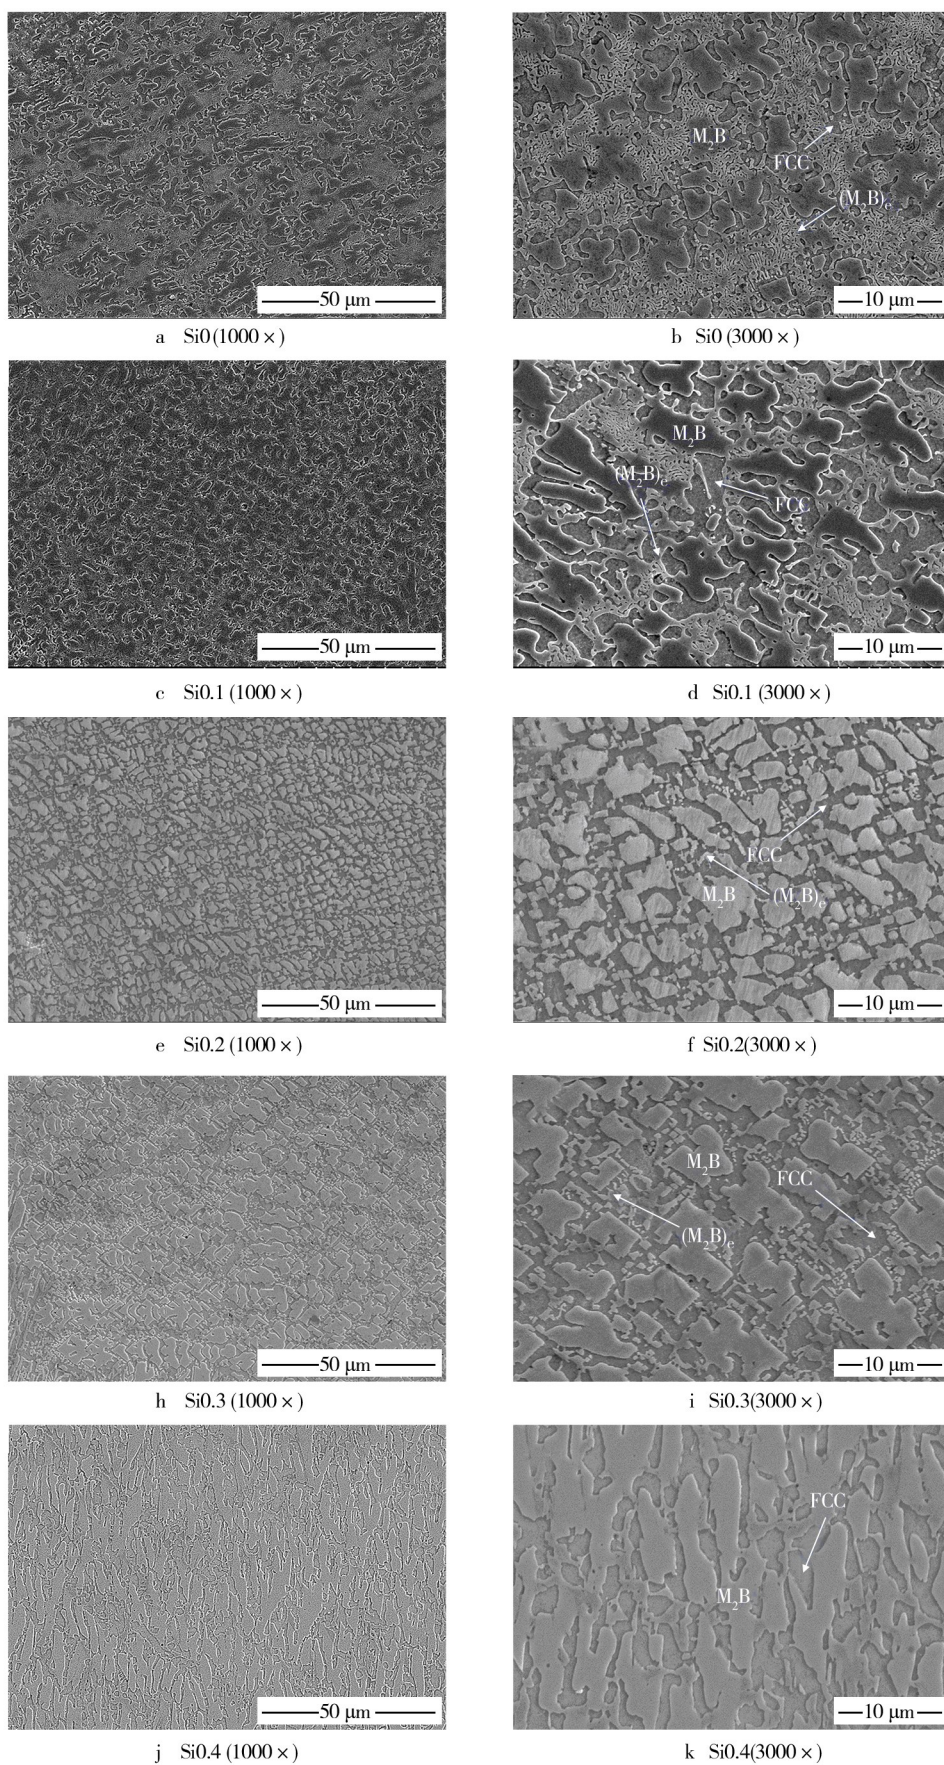 50 μm
M₂B
FCC
(M₂B)ₑ
10 μm
a Si0(1000×)
b Si0(3000×)
50 μm
M₂B
(M₂B)ₑ
FCC
10 μm
c Si0.1 (1000×)
d Si0.1 (3000×)
50 μm
FCC
M₂B
(M₂B)ₑ
10 μm
e Si0.2 (1000×)
f Si0.2(3000×)
50 μm
M₂B
FCC
(M₂B)ₑ
10 μm
h Si0.3 (1000×)
i Si0.3(3000×)
50 μm
FCC
M₂B
10 μm
j Si0.4 (1000×)
k Si0.4(3000×)